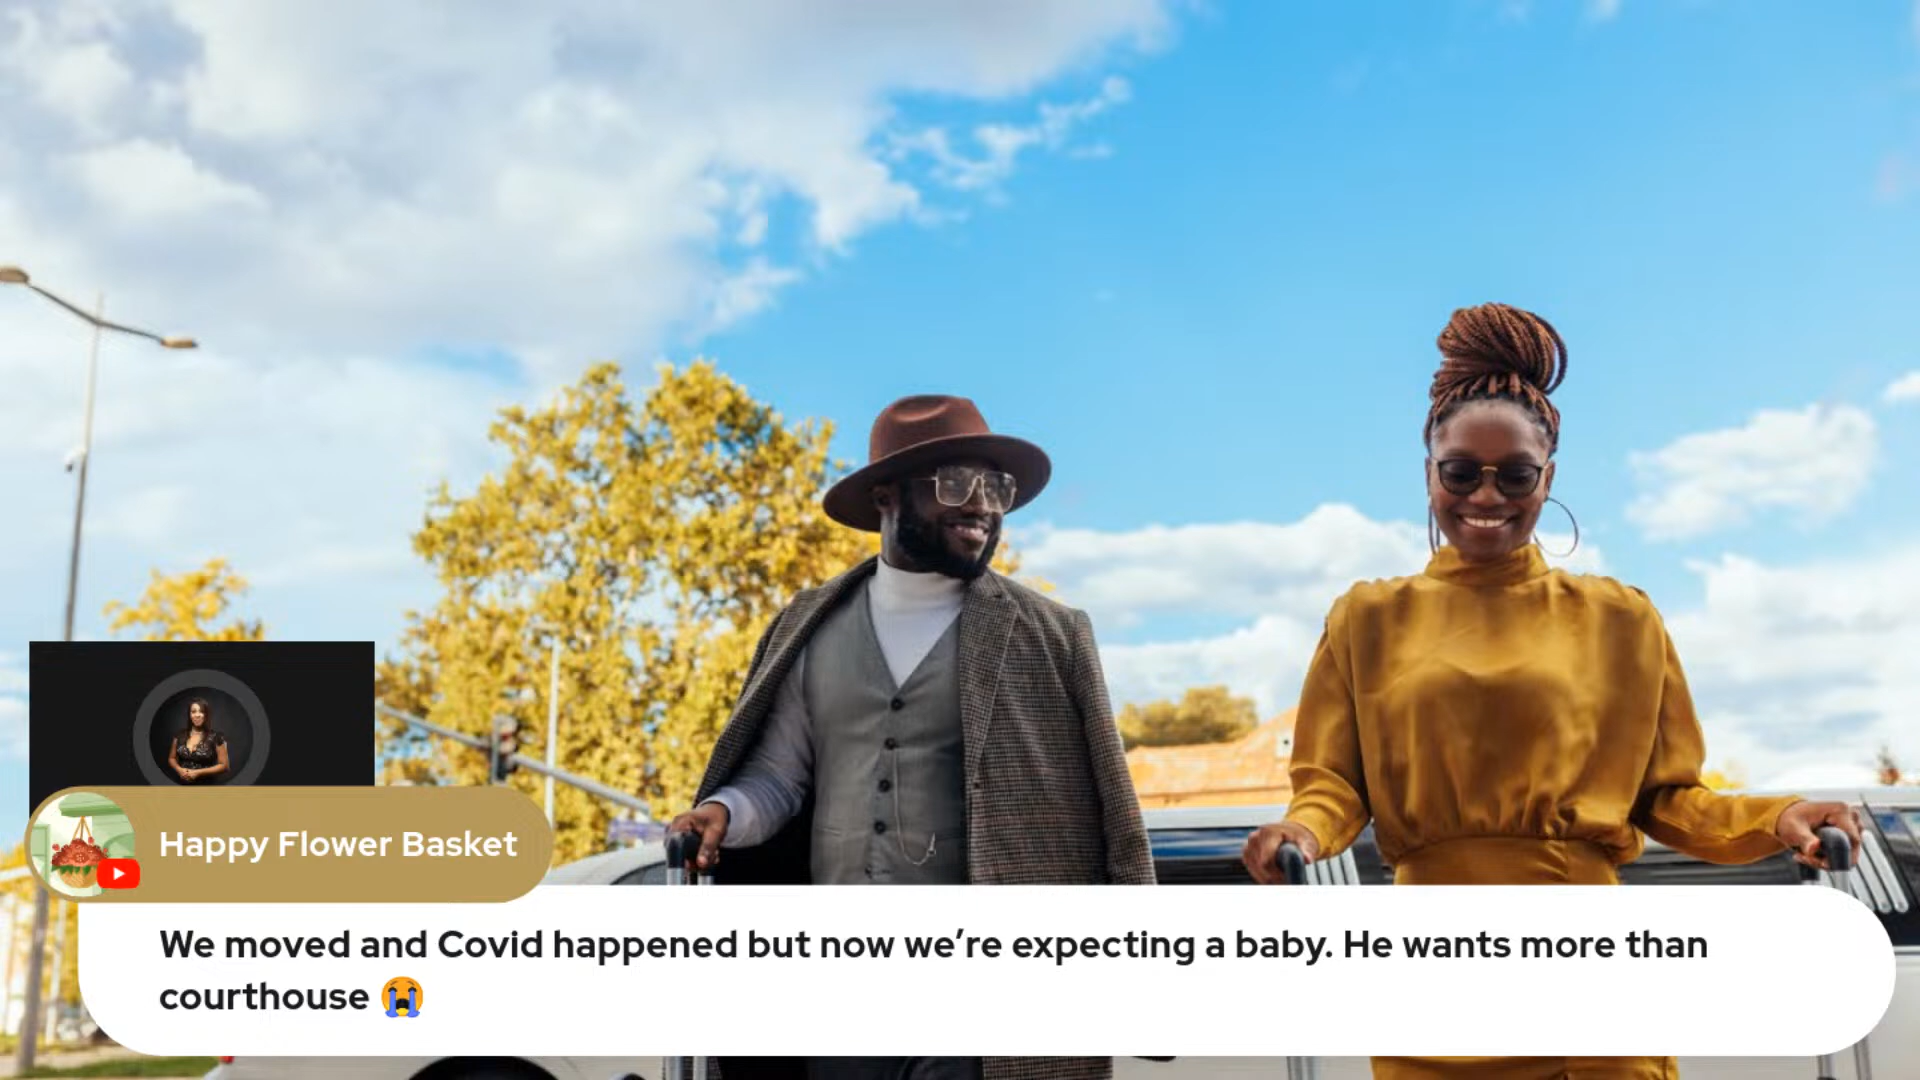 Happy Flower Basket
We moved and Covid happened but now we’re expecting a baby. He wants more than
courthouse 😭